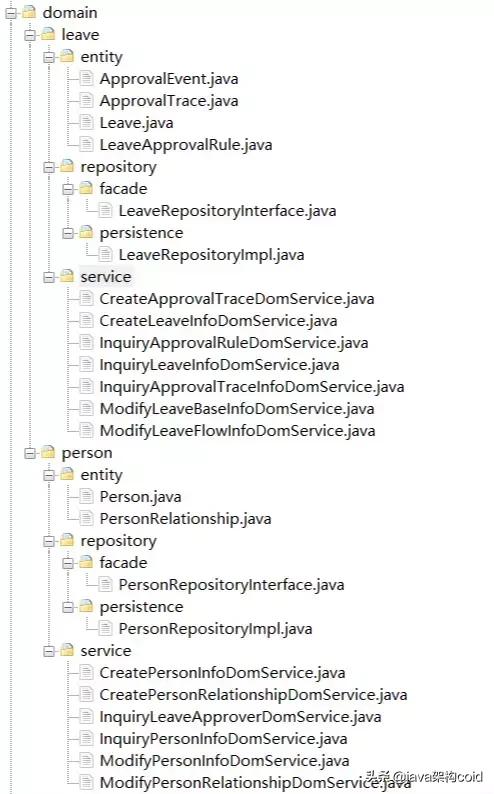 domain
leave
entity
ApprovalEvent.java
ApprovalTrace.java
Leave.java
LeaveApprovalRule.java
repository
facade
LeaveRepositoryInterface.java
persistence
LeaveRepositoryImpl.java
service
CreateApprovalTraceDomService.java
CreateLeaveInfoDomService.java
InquiryApprovalRuleDomService.java
InquiryLeaveInfoDomService.java
InquiryApprovalTraceInfoDomService.java
ModifyLeaveBaseInfoDomService.java
ModifyLeaveFlowInfoDomService.java
person
entity
Person.java
PersonRelationship.java
repository
facade
PersonRepositoryInterface.java
persistence
PersonRepositoryImpl.java
service
CreatePersonInfoDomService.java
CreatePersonRelationshipDomService.java
InquiryLeaveApproverDomService.java
InquiryPersonInfoDomService.java
ModifyPersonInfoDomService.java
头条 @java架构coid
ModifyPersonRelationshipDomService.java